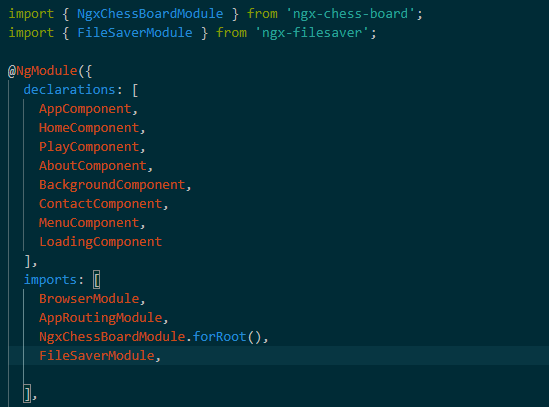 import { NgxChessBoardModule } from 'ngx-chess-board';
import { FileSaverModule } from 'ngx-filesaver';
@NgModule({
declarations: [
AppComponent,
HomeComponent,
PlayComponent,
AboutComponent,
BackgroundComponent,
ContactComponent,
MenuComponent,
LoadingComponent
],
imports: [
BrowserModule,
AppRoutingModule,
NgxChessBoardModule.forRoot(),
FileSaverModule,
],